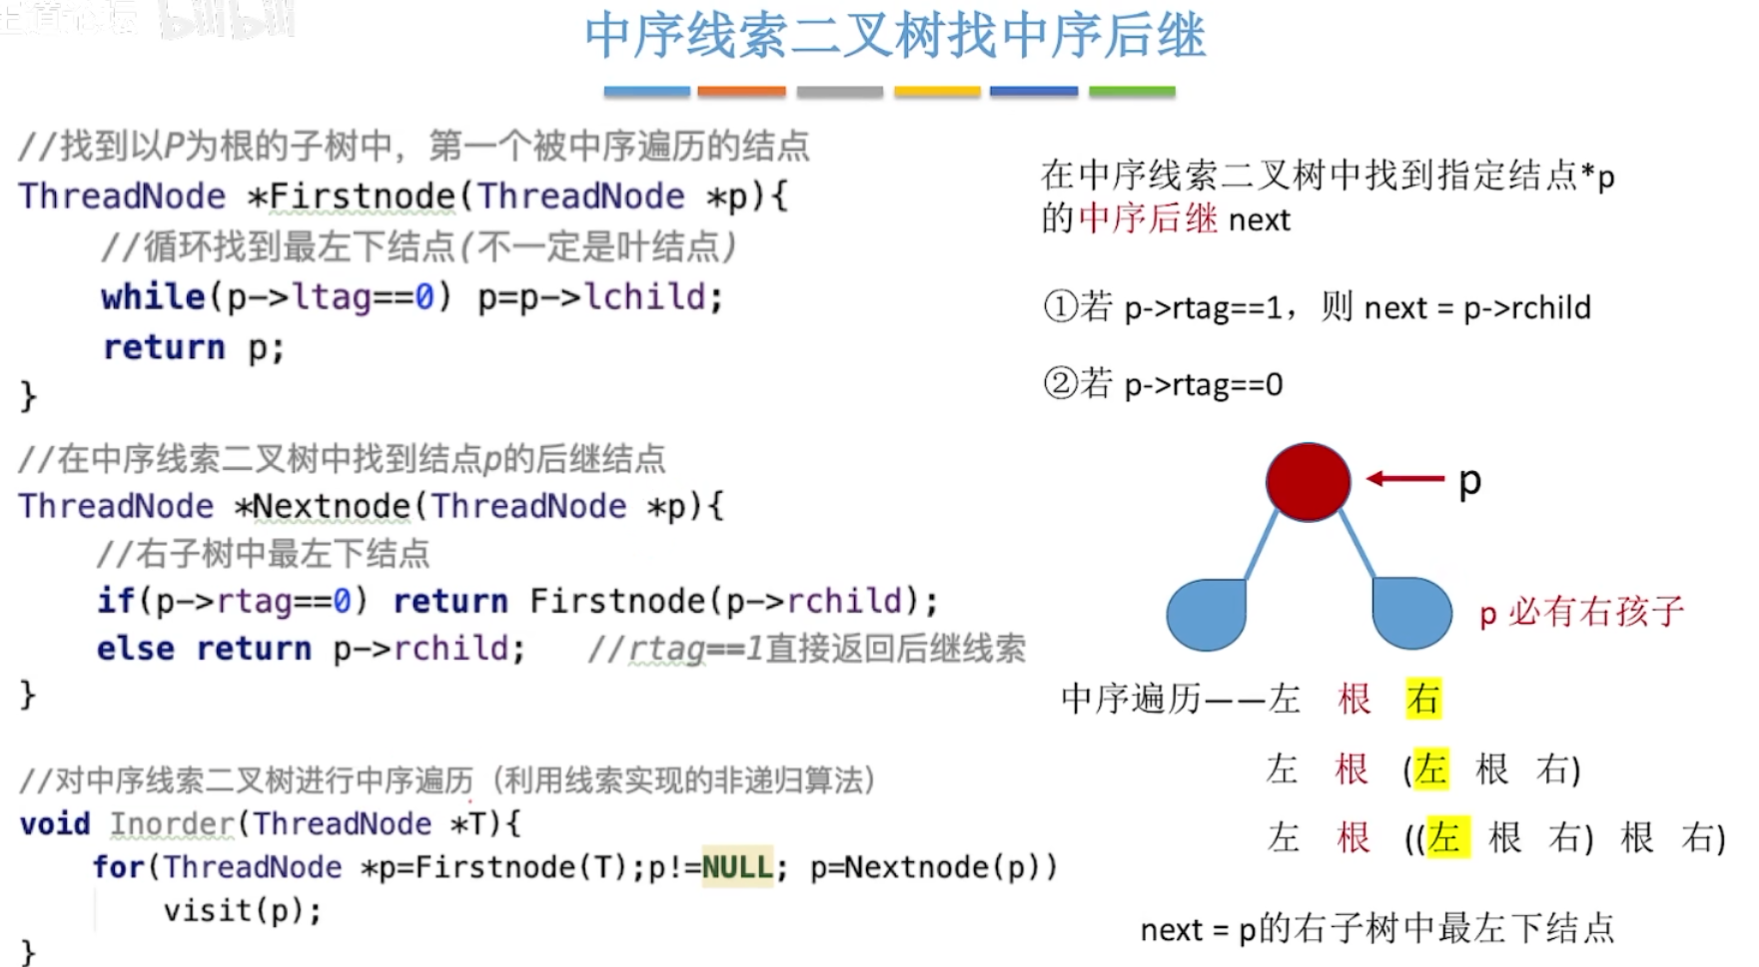 bilibili
中序线索二叉树找中序后继
//找到以P为根的子树中，第一个被中序遍历的结点
ThreadNode *Firstnode(ThreadNode *p){
//循环找到最左下结点(不一定是叶结点)
while(p->ltag==0) p=p->lchild;
return p;
}
//在中序线索二叉树中找到结点p的后继结点
ThreadNode *Nextnode(ThreadNode *p){
//右子树中最左下结点
if(p->rtag==0) return Firstnode(p->rchild);
else return p->rchild; //rtag==1直接返回后继线索
}
//对中序线索二叉树进行中序遍历（利用线索实现的非递归算法）
void Inorder(ThreadNode *T){
for(ThreadNode *p=Firstnode(T);p!=NULL; p=Nextnode(p))
visit(p);
}
在中序线索二叉树中找到指定结点*p
的中序后继 next
①若 p->rtag==1，则 next = p->rchild
②若 p->rtag==0
p
p 必有右孩子
中序遍历——左 根 右
左 根 (左 根 右)
左 根 ((左 根 右) 根 右)
next = p的右子树中最左下结点